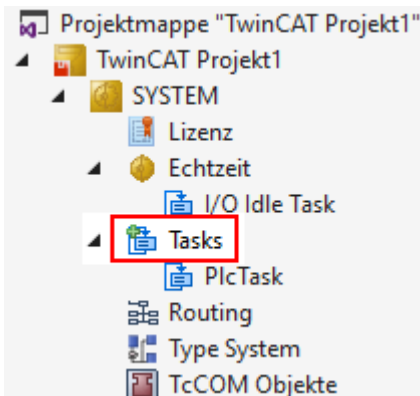 Projektmappe "TwinCAT Projekt1"
TwinCAT Projekt1
SYSTEM
Lizenz
Echtzeit
I/O Idle Task
Tasks
PlcTask
Routing
Type System
TcCOM Objekte